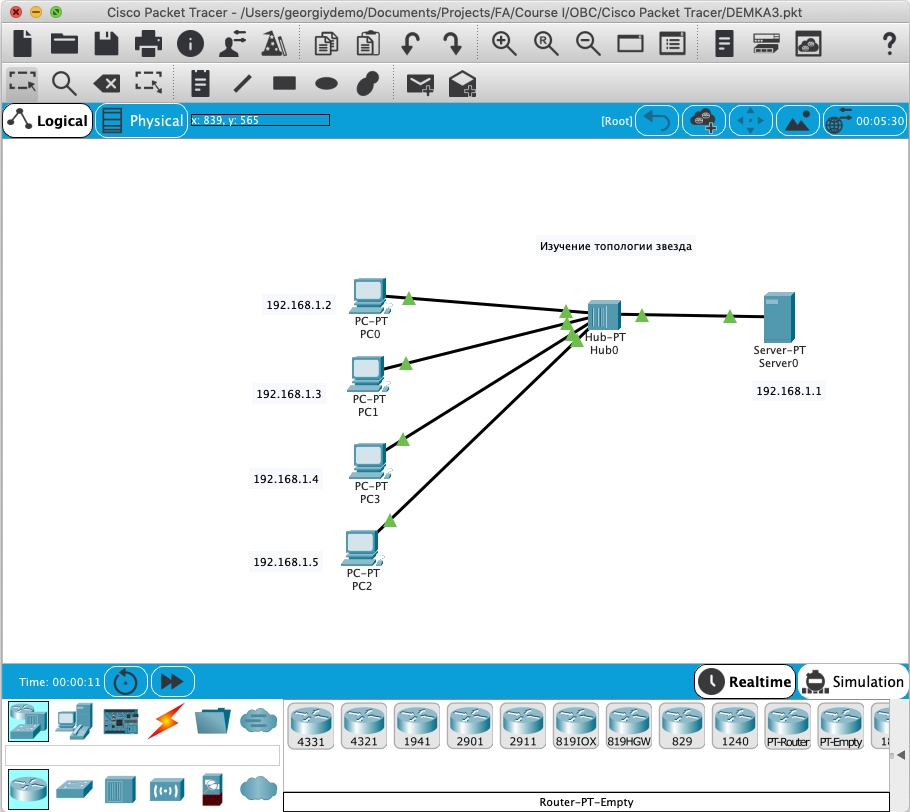 Cisco Packet Tracer - /Users/georgiydemo/Documents/Projects/FA/Course I/OBC/Cisco Packet Tracer/DEMKA3.pkt
Logical
Physical
x: 839, y: 565
[Root]
00:05:30
Изучение топологии звезда
192.168.1.2
PC-PT
PC0
Hub-PT
Hub0
Server-PT
Server0
192.168.1.1
192.168.1.3
PC-PT
PC1
192.168.1.4
PC-PT
PC3
192.168.1.5
PC-PT
PC2
Time: 00:00:11
Realtime
Simulation
4331
4321
1941
2901
2911
819IOX
819HGW
829
1240
PT-Router
PT-Empty
Router-PT-Empty